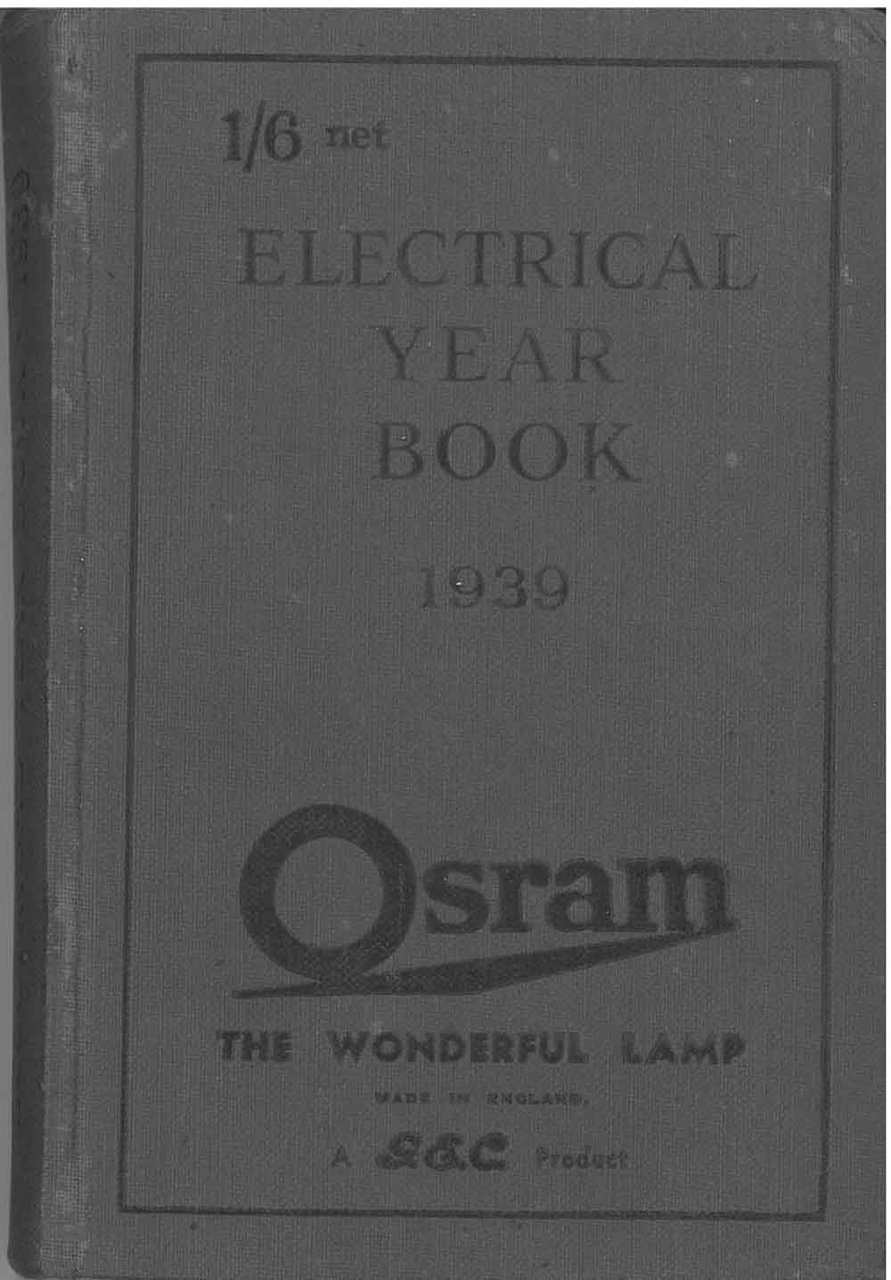 1/6 net
ELECTRICAL
YEAR
BOOK
1939
Osram
THE WONDERFUL LAMP
MADE IN ENGLAND.
A G.E.C Product